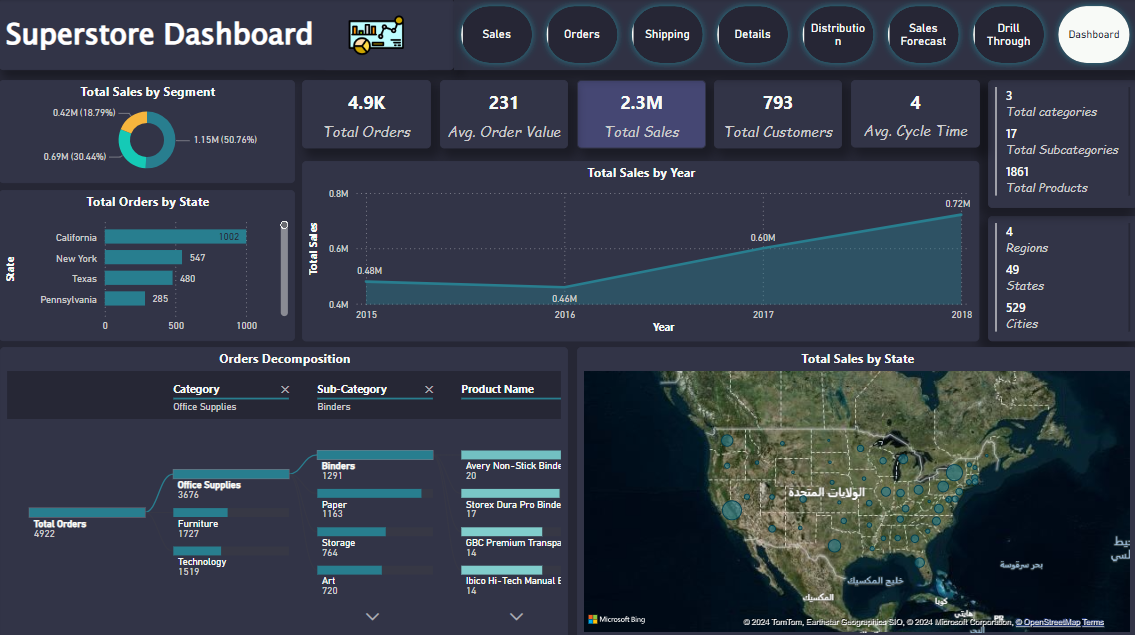 Superstore Dashboard
Sales
Orders
Shipping
Details
Distributio
n
Sales
Forecast
Drill
Through
Dashboard
Total Sales by Segment
0.42M (18.79%)
1.15M (50.76%)
0.69M (30.44%)
4.9K
Total Orders
231
Avg. Order Value
2.3M
Total Sales
793
Total Customers
4
Avg. Cycle Time
3
Total categories
17
Total Subcategories
1861
Total Products
Total Orders by State
State
California
1002
New York
547
Texas
480
Pennsylvania
285
0
500
1000
Total Sales by Year
Total Sales
0.8M
0.6M
0.4M
0.48M
0.46M
0.60M
0.72M
2015
2016
2017
2018
Year
4
Regions
49
States
529
Cities
Orders Decomposition
Category
Office Supplies
Sub-Category
Binders
Product Name
Total Orders
4922
Office Supplies
3676
Furniture
1727
Technology
1519
Binders
1291
Paper
1163
Storage
764
Art
720
Avery Non-Stick Binde
20
Storex Dura Pro Binde
17
GBC Premium Transpa
14
Ibico Hi-Tech Manual B
14
Total Sales by State
الولايات المتحدة
خليج المكسيك
المكسيك
بحر سرقوسة
كوبا
هايتي
PR
Microsoft Bing
© 2024 TomTom, Earthstar Geographics SIO, © 2024 Microsoft Corporation, © OpenStreetMap Terms